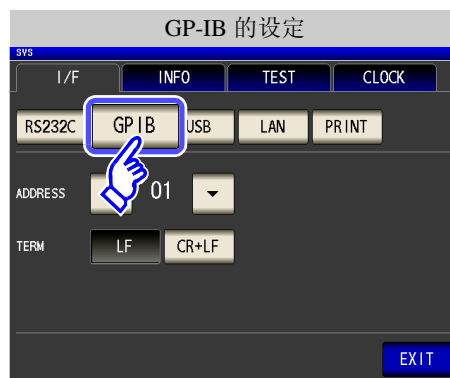 GP-IB 的设定
SYS
I/F INFO TEST CLOCK
RS232C GPIB USB LAN PRINT
ADDRESS 01
TERM LF CR+LF
EXIT